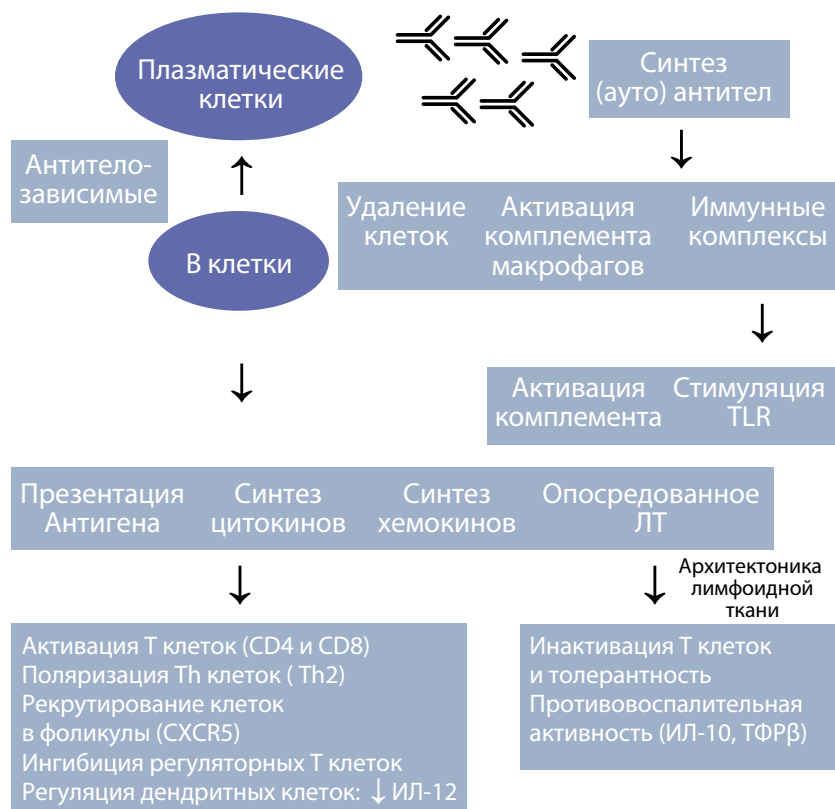 Плазматические
клетки
Синтез
(ауто) антител
Антитело-
зависимые
В клетки
Удаление
клеток
Активация
комплемента
макрофагов
Иммунные
комплексы
Активация
комплемента
Стимуляция
TLR
Презентация
Антигена
Синтез
цитокинов
Синтез
хемокинов
Опосредованное
ЛТ
Архитектоника
лимфоидной
ткани
Активация Т клеток (CD4 и CD8)
Поляризация Th клеток ( Th2)
Рекрутирование клеток
в фоликулы (CXCR5)
Ингибиция регуляторных Т клеток
Регуляция дендритных клеток: ↓ ИЛ-12
Инактивация Т клеток
и толерантность
Противовоспалительная
активность (ИЛ-10, ТФРβ)